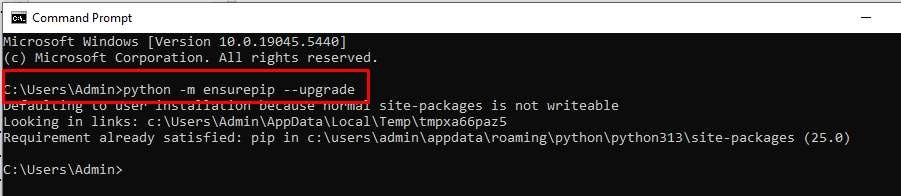 Command Prompt
Microsoft Windows [Version 10.0.19045.5440]
(c) Microsoft Corporation. All rights reserved.
C:\Users\Admin>python -m ensurepip --upgrade
Defaulting to user installation because normal site-packages is not writeable
Looking in links: c:\Users\Admin\AppData\Local\Temp\tmpxa66paz5
Requirement already satisfied: pip in c:\users\admin\appdata\roaming\python\python313\site-packages (25.0)
C:\Users\Admin>